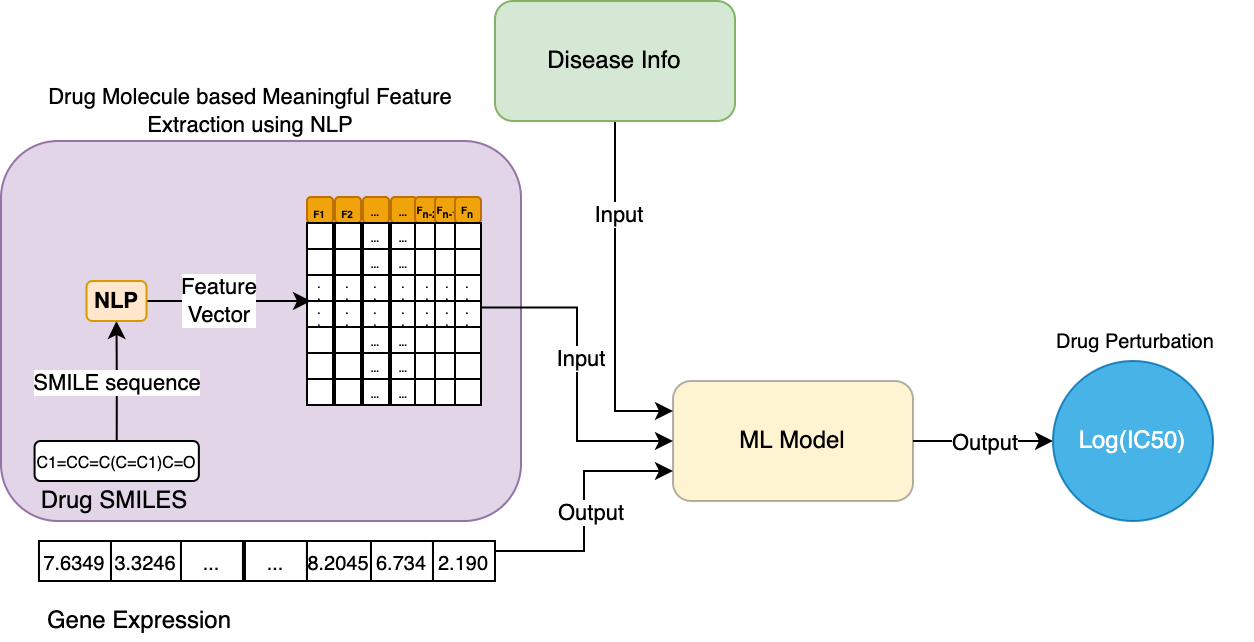 Disease Info
Drug Molecule based Meaningful Feature
Extraction using NLP
F1 F2 ... ... Fn-2 Fn- Fn
... ...
... ...
. . . . . . .
. . . . . . .
... ...
... ...
... ...
NLP
Feature
Vector
SMILE sequence
C1=CC=C(C=C1)C=O
Drug SMILES
Input
Input
Output
ML Model
Output
Drug Perturbation
Log(IC50)
7.6349 3.3246 ... ... 8.2045 6.734 2.190
Gene Expression